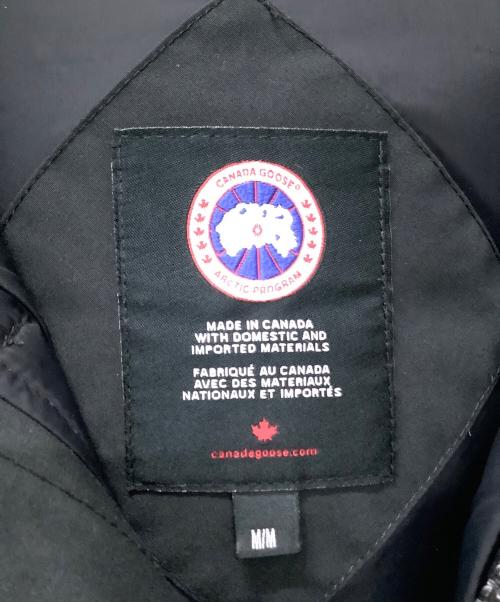 CANADA GOOSE®
ARCTIC PROGRAM
MADE IN CANADA
WITH DOMESTIC AND
IMPORTED MATERIALS
FABRIQUÉ AU CANADA
AVEC DES MATERIAUX
NATIONAUX ET IMPORTÉS
canadagoose.com
M/M